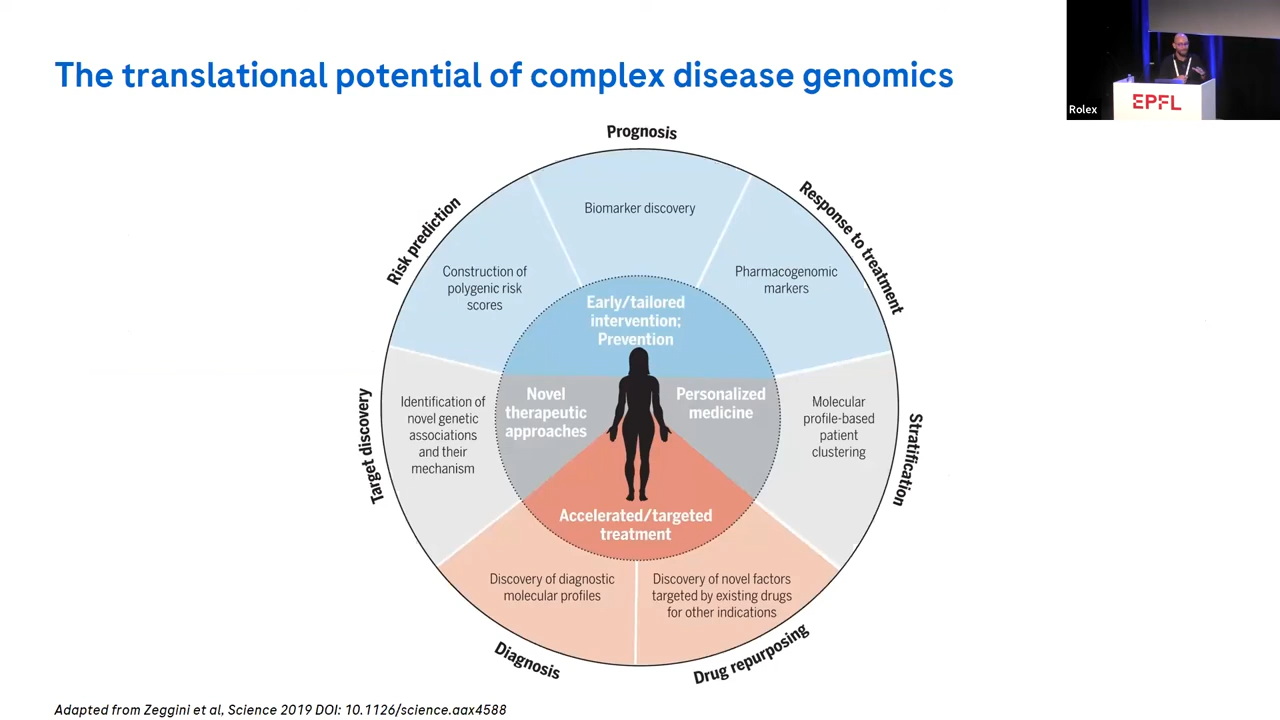 The translational potential of complex disease genomics
EPFL
Rolex
Prognosis
Biomarker discovery
Risk prediction
Construction of
polygenic risk
scores
Response to treatment
Pharmacogenomic
markers
Early/tailored
intervention;
Prevention
Target discovery
Identification of
novel genetic
associations
and their
mechanism
Novel
therapeutic
approaches
Personalized
medicine
Molecular
profile-based
patient
clustering
Stratification
Accelerated/targeted
treatment
Discovery of diagnostic
molecular profiles
Diagnosis
Discovery of novel factors
targeted by existing drugs
for other indications
Drug repurposing
Adapted from Zeggini et al, Science 2019 DOI: 10.1126/science.aax4588